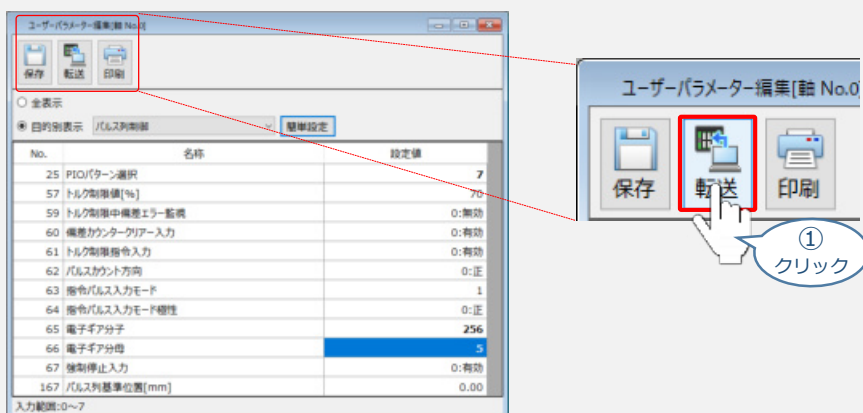 ユーザーパラメーター編集[軸 No.0]
保存 転送 印刷
全表示
目的別表示 パルス列制御 簡単設定
No. 名称 設定値
25 PIOパターン選択 7
57 トルク制限値[%] 70
59 トルク制限中偏差エラー監視 0:無効
60 偏差カウンタークリアー入力 0:有効
61 トルク制限指令入力 0:有効
62 パルスカウント方向 0:正
63 指令パルス入力モード 1
64 指令パルス入力モード極性 0:正
65 電子ギア分子 256
66 電子ギア分母 5
67 強制停止入力 0:有効
167 パルス列基準位置[mm] 0.00
入力範囲:0～7
ユーザーパラメーター編集[軸 No.0]
保存 転送 印刷
①
クリック